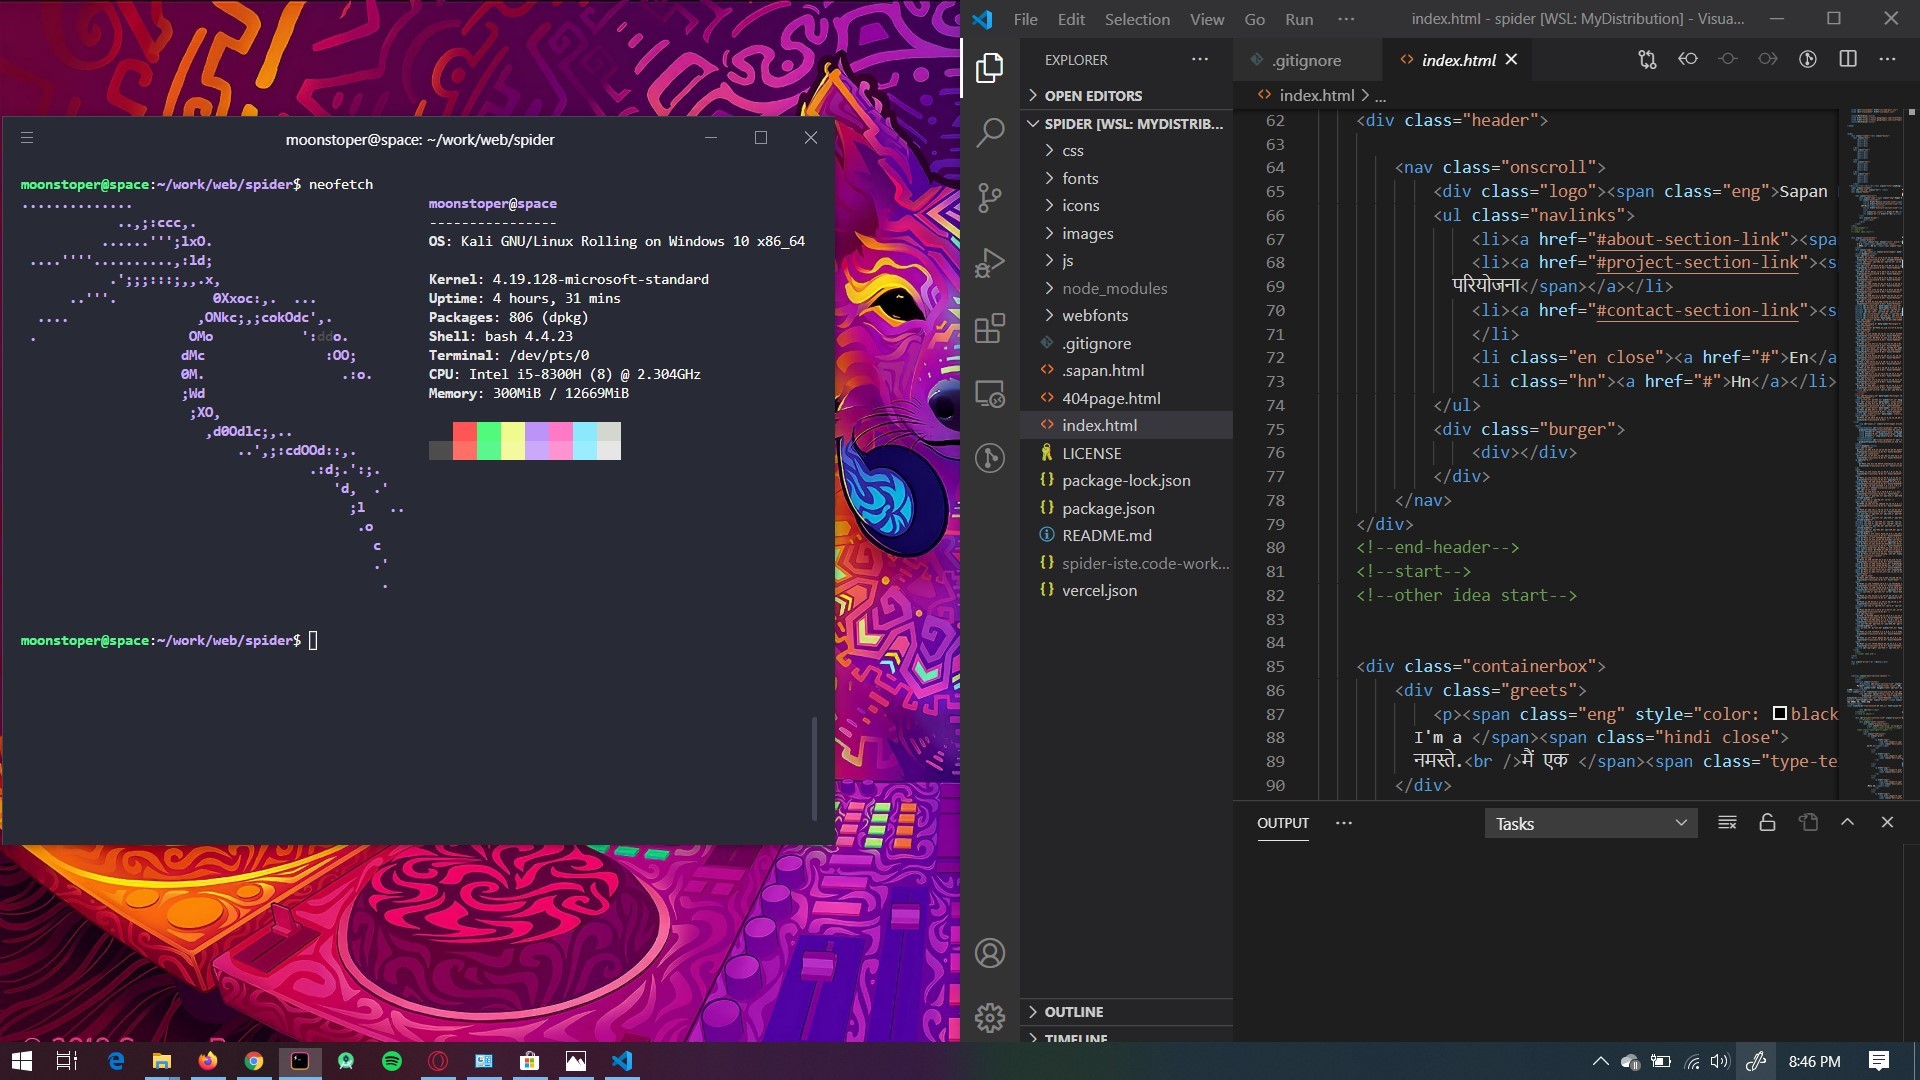 moonstoper@space: ~/work/web/spider
moonstoper@space:~/work/web/spider$ neofetch
..............
..,;:ccc,.
......''';lxO.
.....''''..........,:ld;
.';;;:::;,,.x,
..'''.            0Xxoc:,.  ...
....                ,ONkc;,;cokOdc',.
.                   OMo           ':ddo.
dMc               :OO;
0M.                 .:o.
;Wd
;XO,
,d0Odlc;,..
..',;:cdOOd::,.
.:d;.':;.
'd,  .'
;l   ..
.o
c
.'
.
moonstoper@space
----------------
OS: Kali GNU/Linux Rolling on Windows 10 x86_64
Kernel: 4.19.128-microsoft-standard
Uptime: 4 hours, 31 mins
Packages: 806 (dpkg)
Shell: bash 4.4.23
Terminal: /dev/pts/0
CPU: Intel i5-8300H (8) @ 2.304GHz
Memory: 300MiB / 12669MiB
moonstoper@space:~/work/web/spider$
File Edit Selection View Go Run ...
index.html - spider [WSL: MyDistribution] - Visua...
EXPLORER
OPEN EDITORS
SPIDER [WSL: MYDISTRIB...
css
fonts
icons
images
js
node_modules
webfonts
.gitignore
.sapan.html
404page.html
index.html
LICENSE
package-lock.json
package.json
README.md
spider-iste.code-work...
vercel.json
OUTLINE
TIMELINE
.gitignore
index.html
index.html > ...
62 <div class="header">
63
64 <nav class="onscroll">
65 <div class="logo"><span class="eng">Sapan
66 <ul class="navlinks">
67 <li><a href="#about-section-link"><spa
68 <li><a href="#project-section-link"><s
69 परियोजना</span></a></li>
70 <li><a href="#contact-section-link"><s
71 </li>
72 <li class="en close"><a href="#">En</a
73 <li class="hn"><a href="#">Hn</a></li>
74 </ul>
75 <div class="burger">
76 <div></div>
77 </div>
78 </nav>
79 </div>
80 <!--end-header-->
81 <!--start-->
82 <!--other idea start-->
83
84
85 <div class="containerbox">
86 <div class="greets">
87 <p><span class="eng" style="color: black
88 I'm a </span><span class="hindi close">
89 नमस्ते.<br />मैं एक </span><span class="type-te
90 </div>
OUTPUT
...
Tasks
8:46 PM